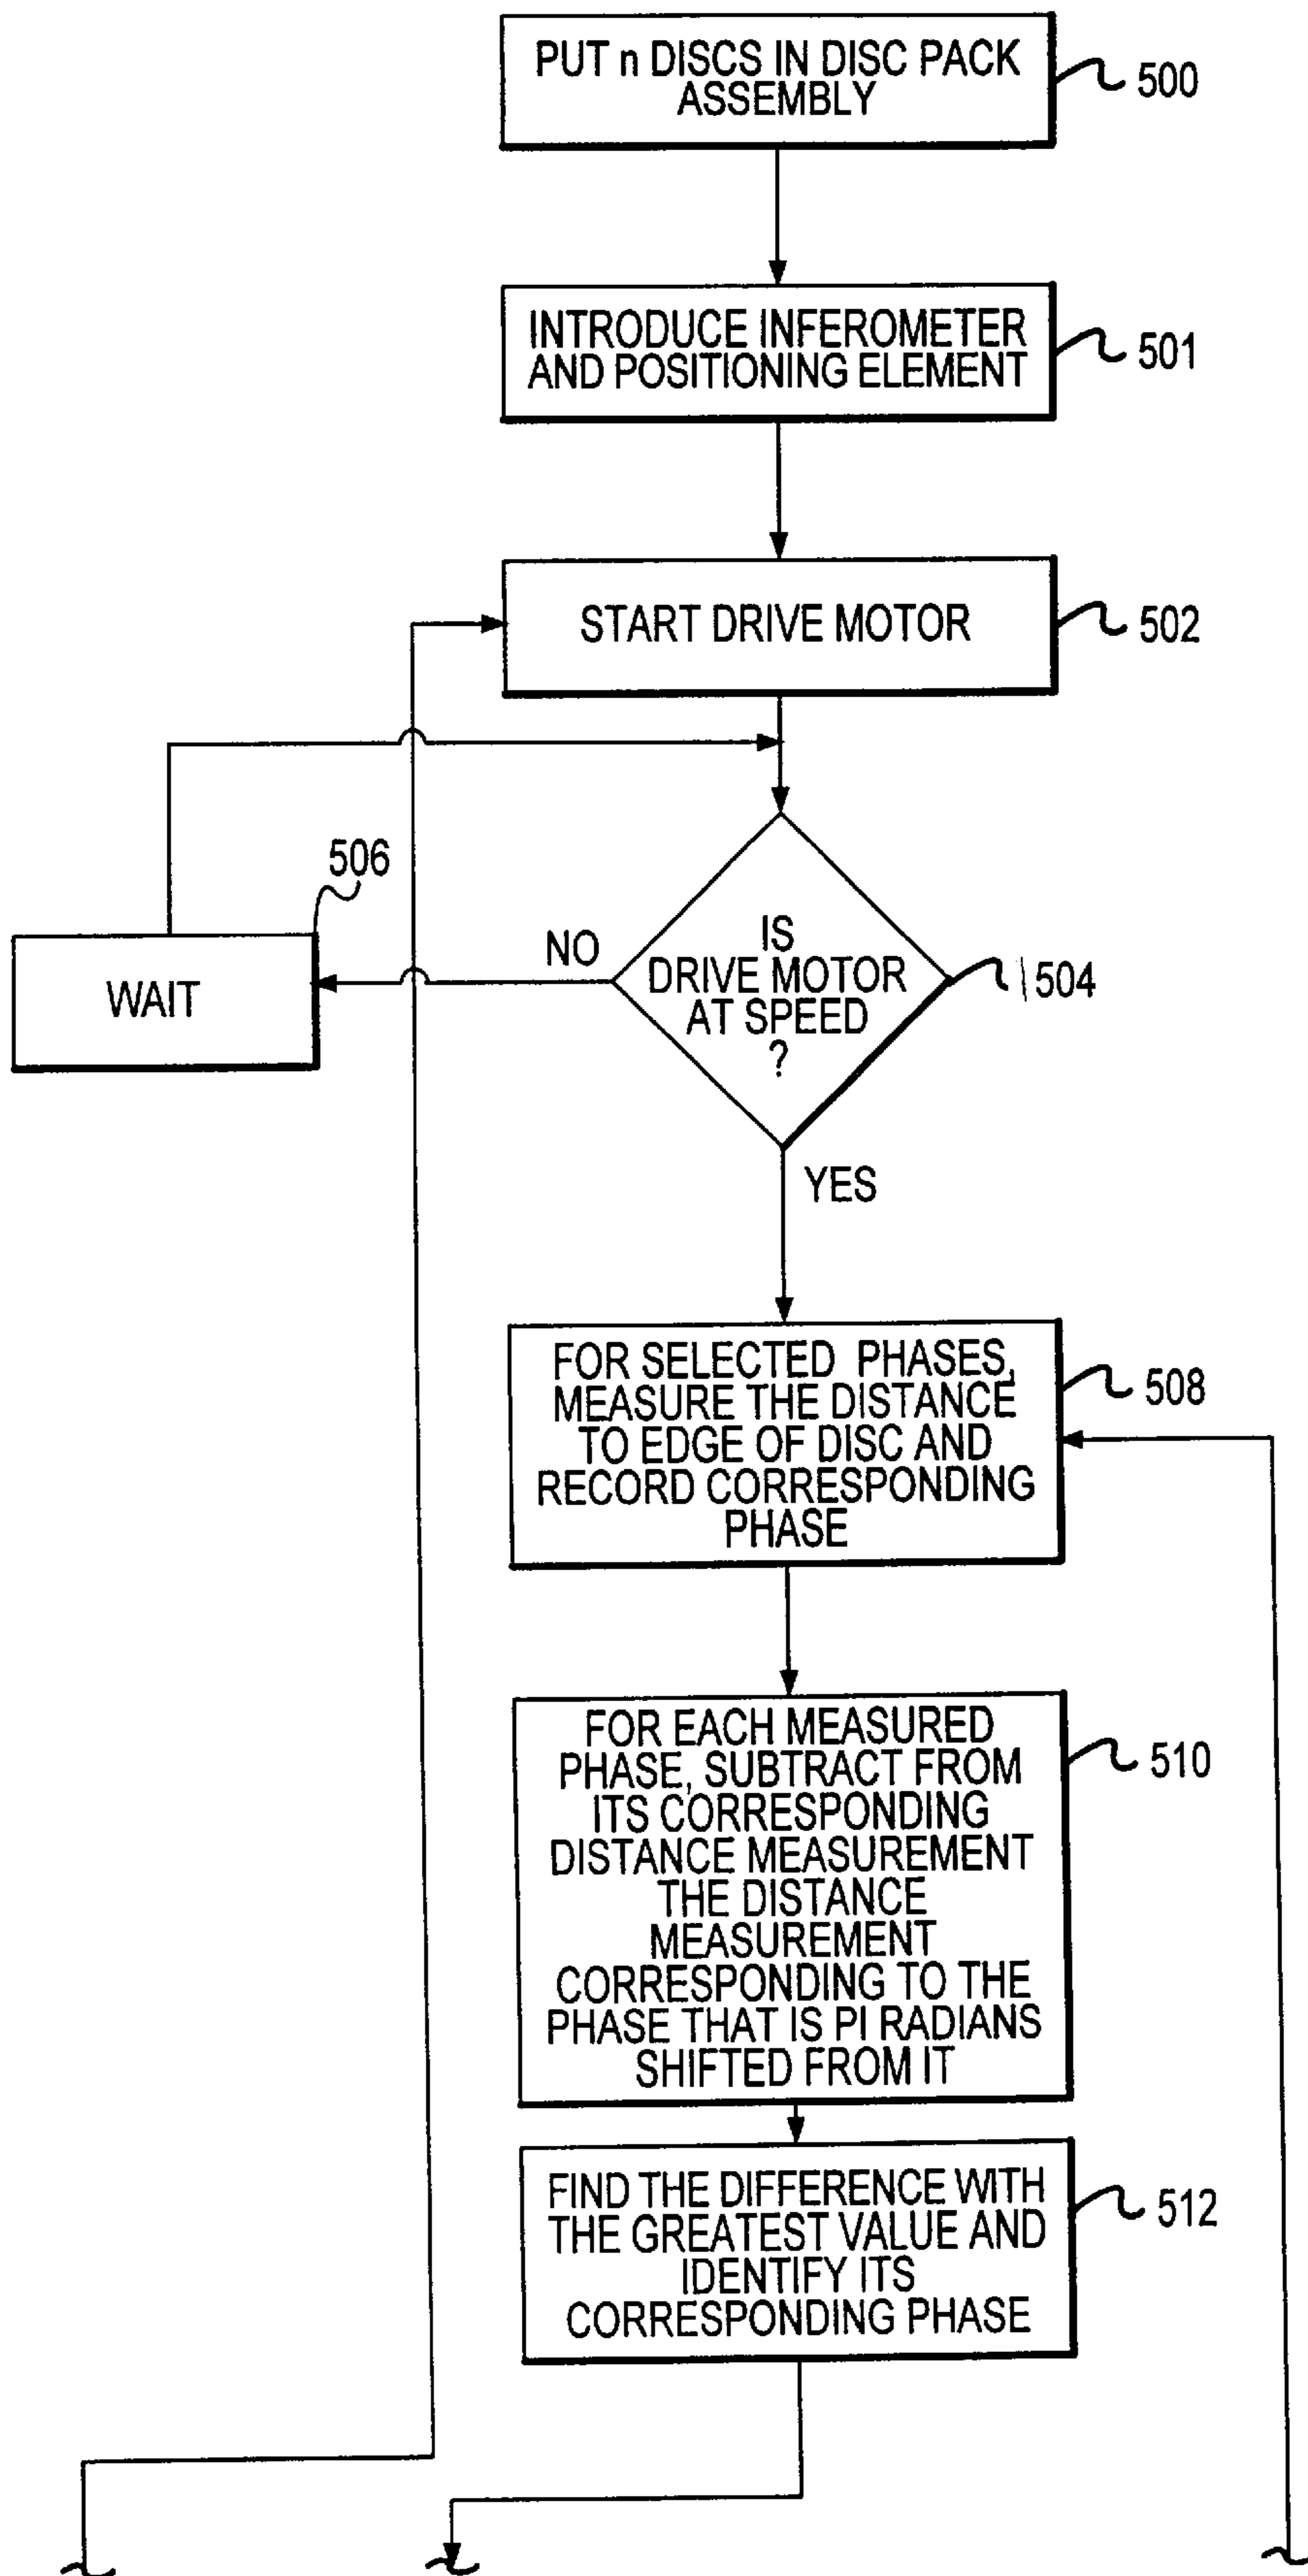 PUT n DISCS IN DISC PACK
ASSEMBLY
500
INTRODUCE INFEROMETER
AND POSITIONING ELEMENT
501
START DRIVE MOTOR
502
506
WAIT
NO
IS
DRIVE MOTOR
AT SPEED
?
504
YES
FOR SELECTED PHASES,
MEASURE THE DISTANCE
TO EDGE OF DISC AND
RECORD CORRESPONDING
PHASE
508
FOR EACH MEASURED
PHASE, SUBTRACT FROM
ITS CORRESPONDING
DISTANCE MEASUREMENT
THE DISTANCE
MEASUREMENT
CORRESPONDING TO THE
PHASE THAT IS PI RADIANS
SHIFTED FROM IT
510
FIND THE DIFFERENCE WITH
THE GREATEST VALUE AND
IDENTIFY ITS
CORRESPONDING PHASE
512